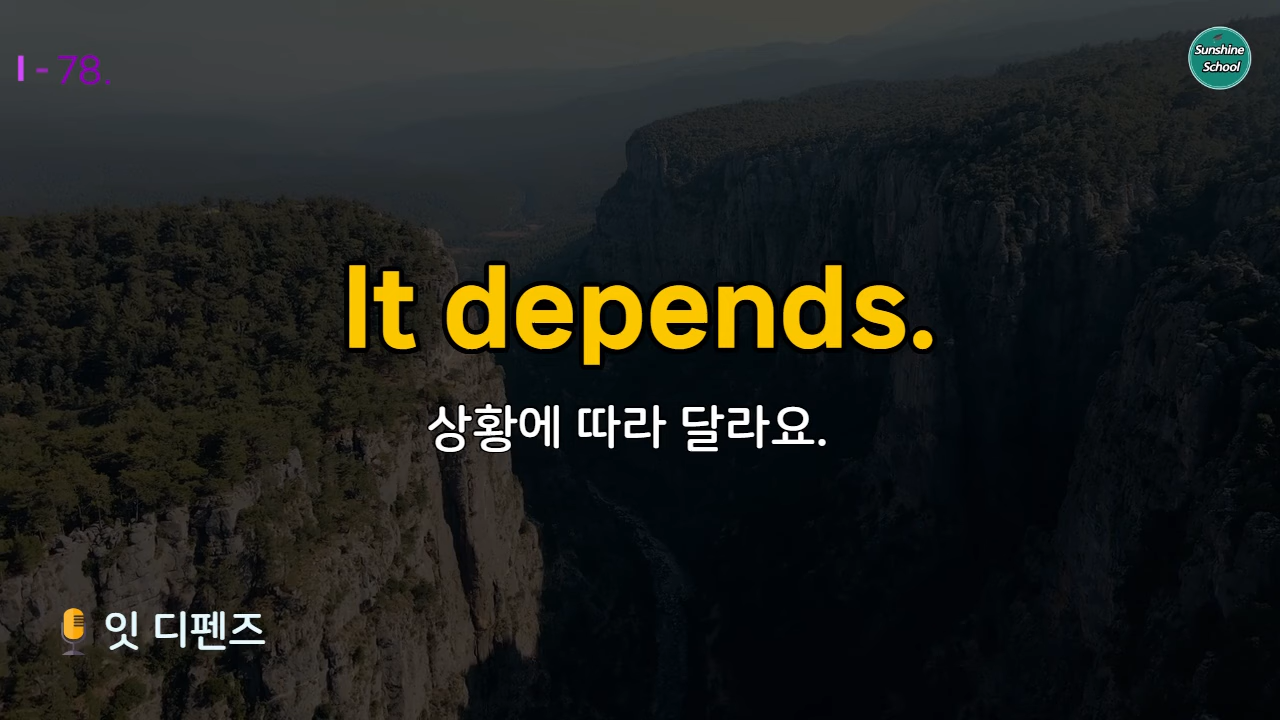 I - 78.
Sunshine
School
It depends.
상황에 따라 달라요.
잇 디펜즈